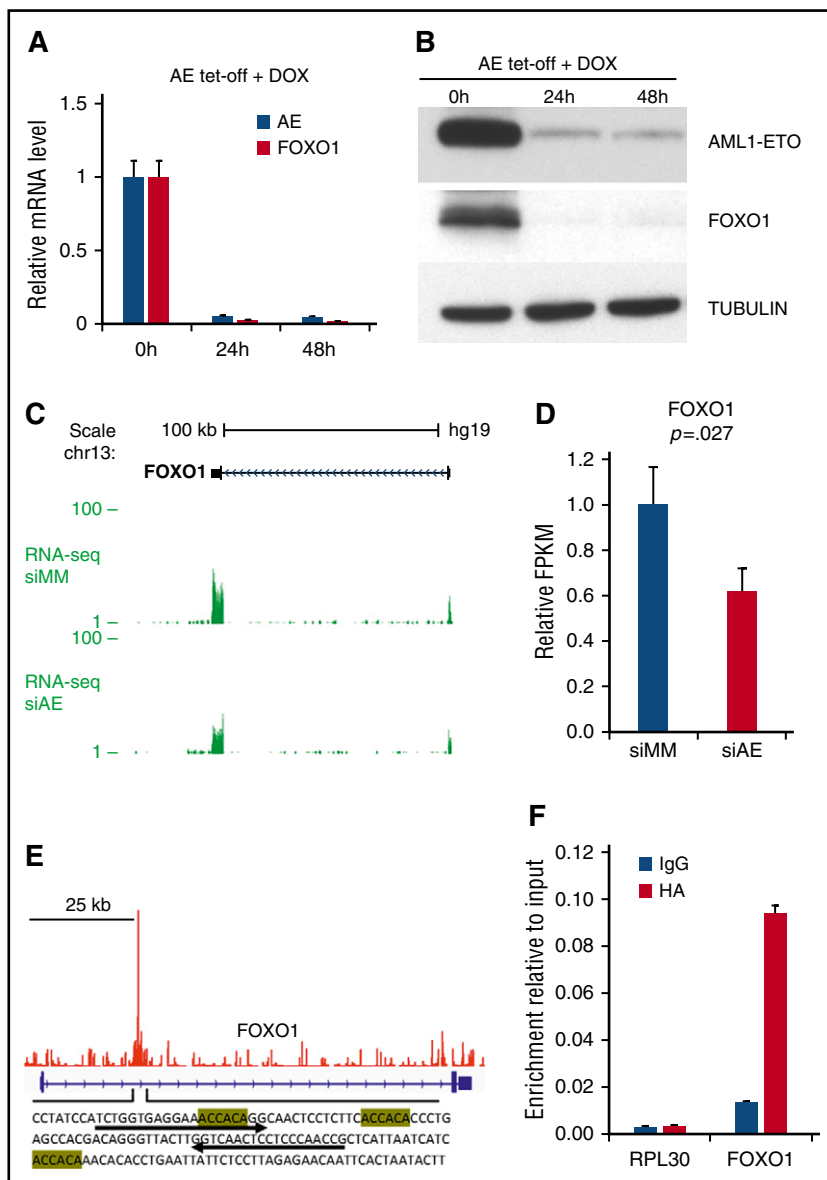 A
AE tet-off + DOX
Relative mRNA level
1.5
1
0.5
0
AE
FOXO1
0h
24h
48h
B
AE tet-off + DOX
0h 24h 48h
AML1-ETO
FOXO1
TUBULIN
C
Scale 100 kb hg19
chr13:
FOXO1
100
RNA-seq
siMM
1
100
RNA-seq
siAE
1
D
FOXO1
p=.027
Relative FPKM
1.2
1.0
0.8
0.6
0.4
0.2
0.0
siMM siAE
E
25 kb
FOXO1
CCTATCCATCTGGTGAGGAAACCACAGGCAACTCCTCTTCACCACACCCTG
AGCCACGACAGGGTTACTTGGTCAACTCCTCCCAACCGCTCATTAATCATC
ACCACAAACACACCTGAATTATTCTCCTTAGAGAACAATTCACTAATACTT
F
Enrichment relative to input
0.12
0.10
0.08
0.06
0.04
0.02
0.00
IgG
HA
RPL30 FOXO1